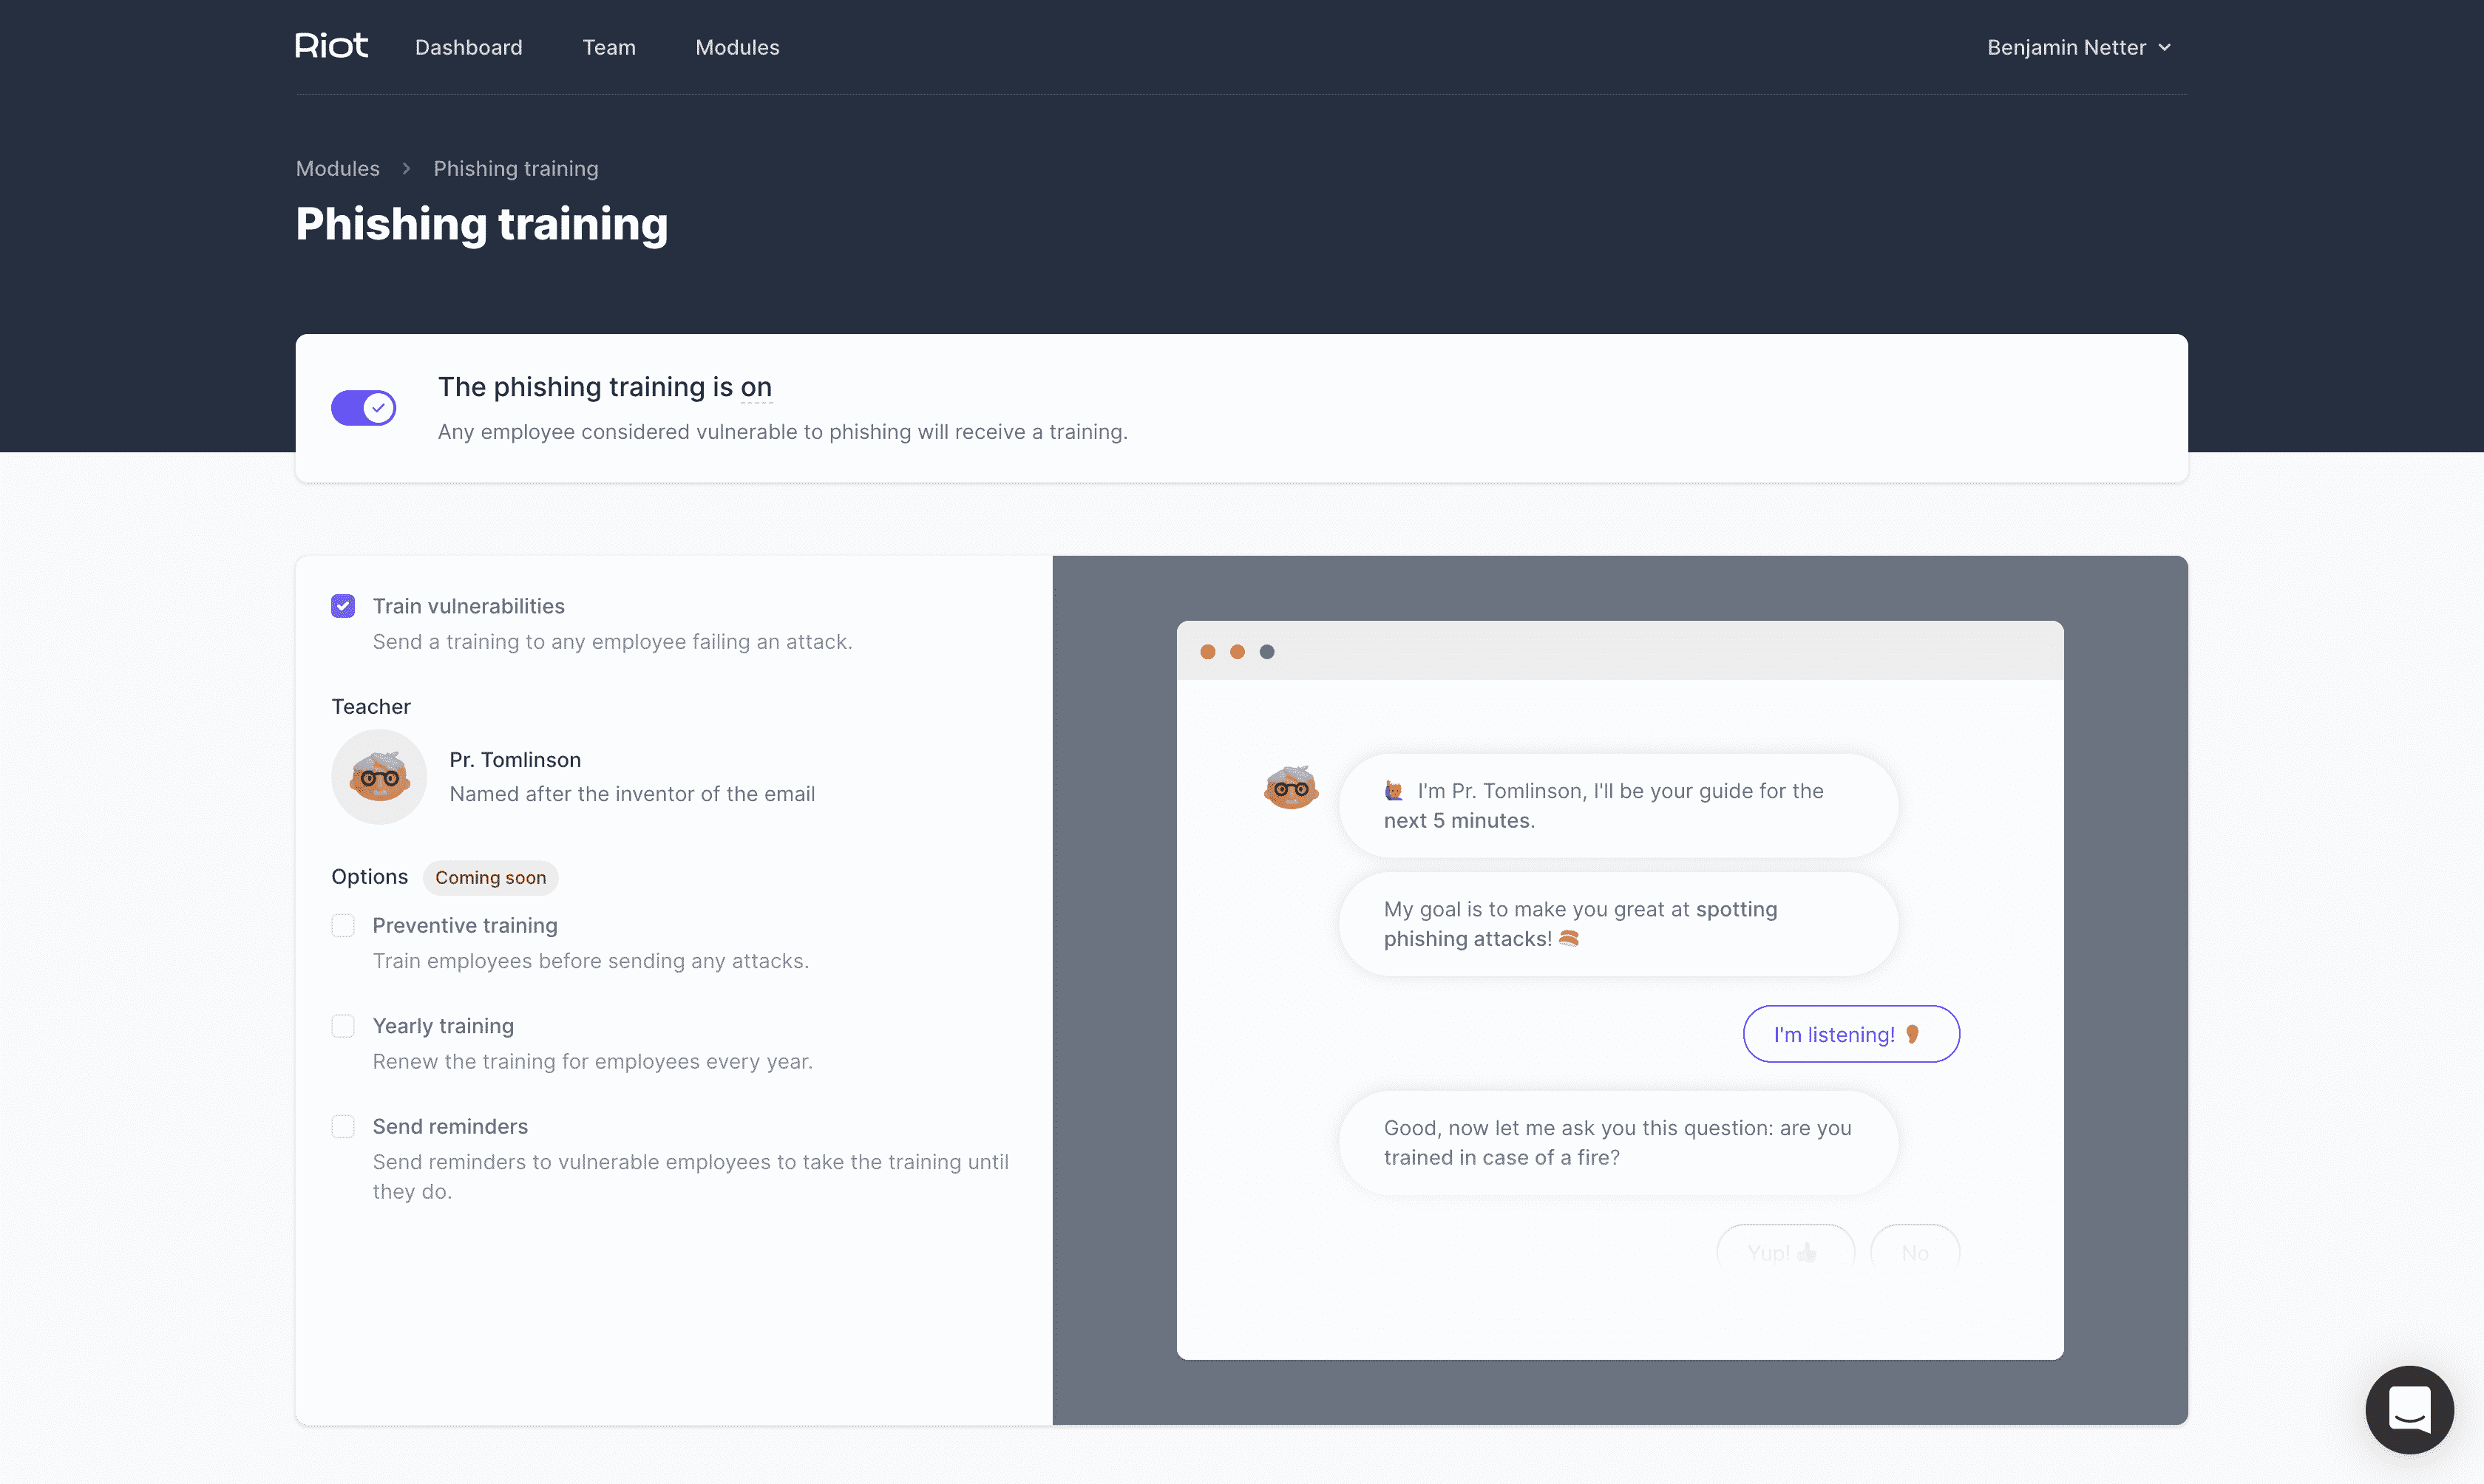 Riot
Dashboard
Team
Modules
Benjamin Netter
Modules
Phishing training
Phishing training
The phishing training is on
Any employee considered vulnerable to phishing will receive a training.
Train vulnerabilities
Send a training to any employee failing an attack.
Teacher
Pr. Tomlinson
Named after the inventor of the email
Options
Coming soon
Preventive training
Train employees before sending any attacks.
Yearly training
Renew the training for employees every year.
Send reminders
Send reminders to vulnerable employees to take the training until
they do.
I'm Pr. Tomlinson, I'll be your guide for the
next 5 minutes.
My goal is to make you great at spotting
phishing attacks!
I'm listening!
Good, now let me ask you this question: are you
trained in case of a fire?
Yup!
No